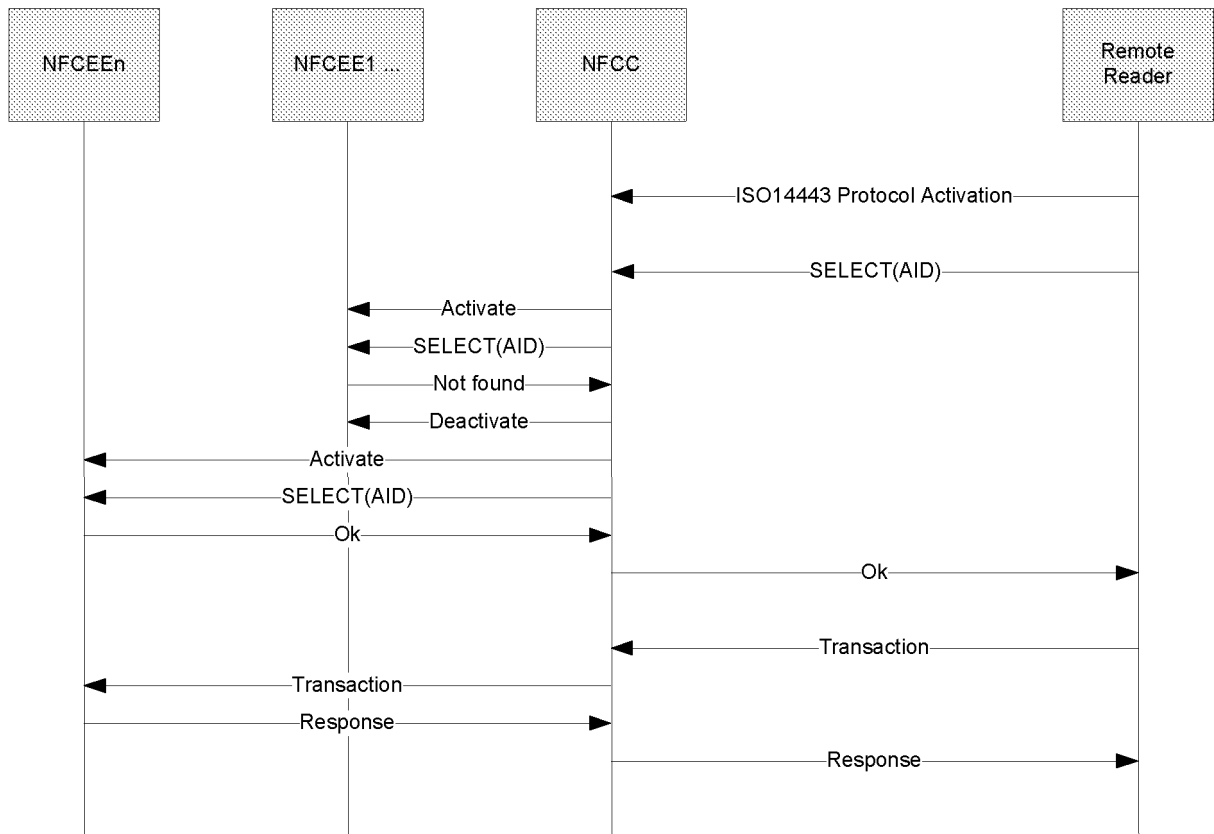 NFCEEn
NFCEE1 ...
NFCC
Remote
Reader
ISO14443 Protocol Activation
SELECT(AID)
Activate
SELECT(AID)
Not found
Deactivate
Activate
SELECT(AID)
Ok
Ok
Transaction
Transaction
Response
Response